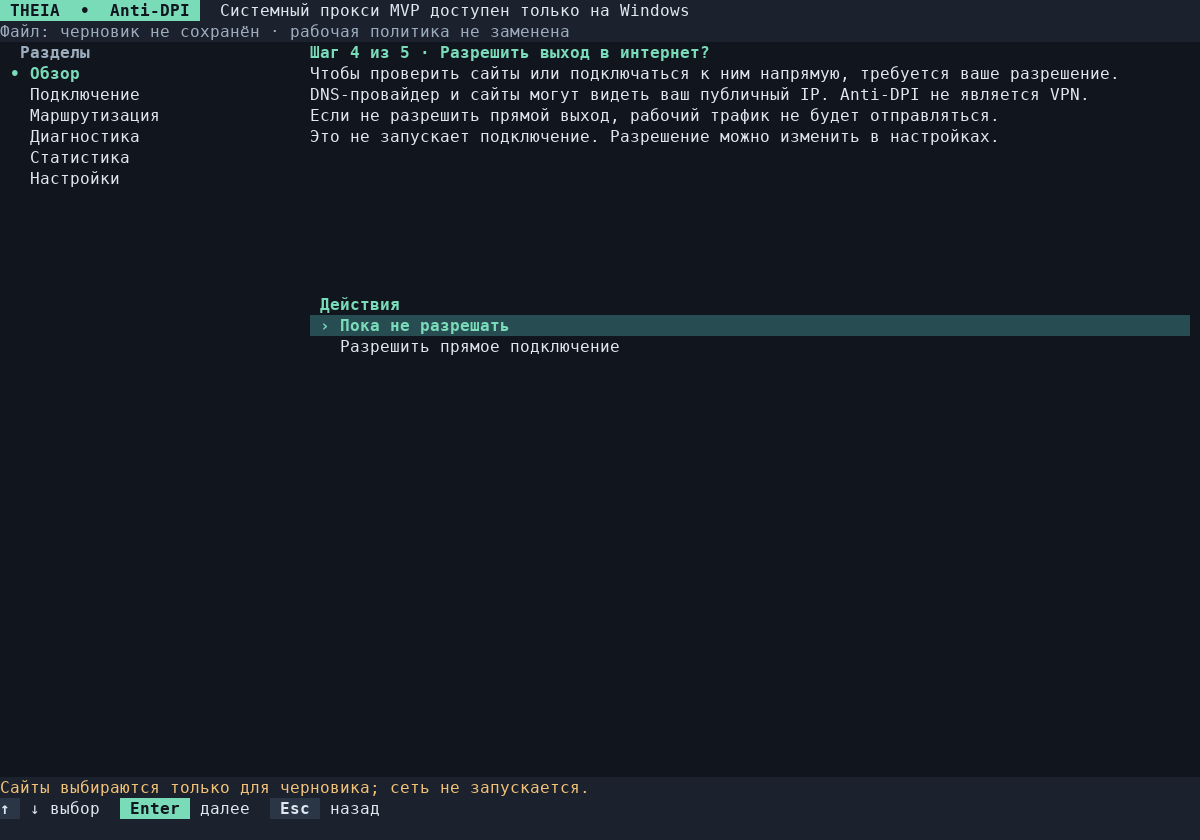 THEIA • Anti-DPI Системный прокси MVP доступен только на Windows
Файл: черновик не сохранён · рабочая политика не заменена
Разделы
• Обзор
Подключение
Маршрутизация
Диагностика
Статистика
Настройки
Шаг 4 из 5 · Разрешить выход в интернет?
Чтобы проверить сайты или подключаться к ним напрямую, требуется ваше разрешение.
DNS-провайдер и сайты могут видеть ваш публичный IP. Anti-DPI не является VPN.
Если не разрешить прямой выход, рабочий трафик не будет отправляться.
Это не запускает подключение. Разрешение можно изменить в настройках.
Действия
› Пока не разрешать
Разрешить прямое подключение
Сайты выбираются только для черновика; сеть не запускается.
↑ ↓ выбор Enter далее Esc назад